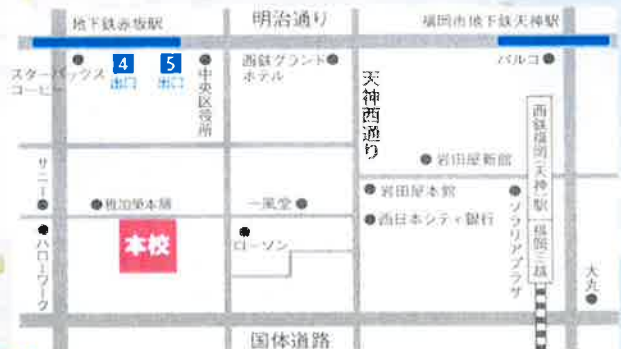 地下鉄赤坂駅
明治通り
福岡市地下鉄天神駅
スターバックス
コーヒー
4
出口
5
出口
中央区役所
西鉄グランド
ホテル
天神西通り
パルコ
西鉄福岡(天神)駅
岩田屋新館
サニー
雅加榮本舗
一風堂
岩田屋本館
西日本シティ銀行
ソラリアプラザ
福岡三越
ハローワーク
本校
ローソン
大丸
国体道路